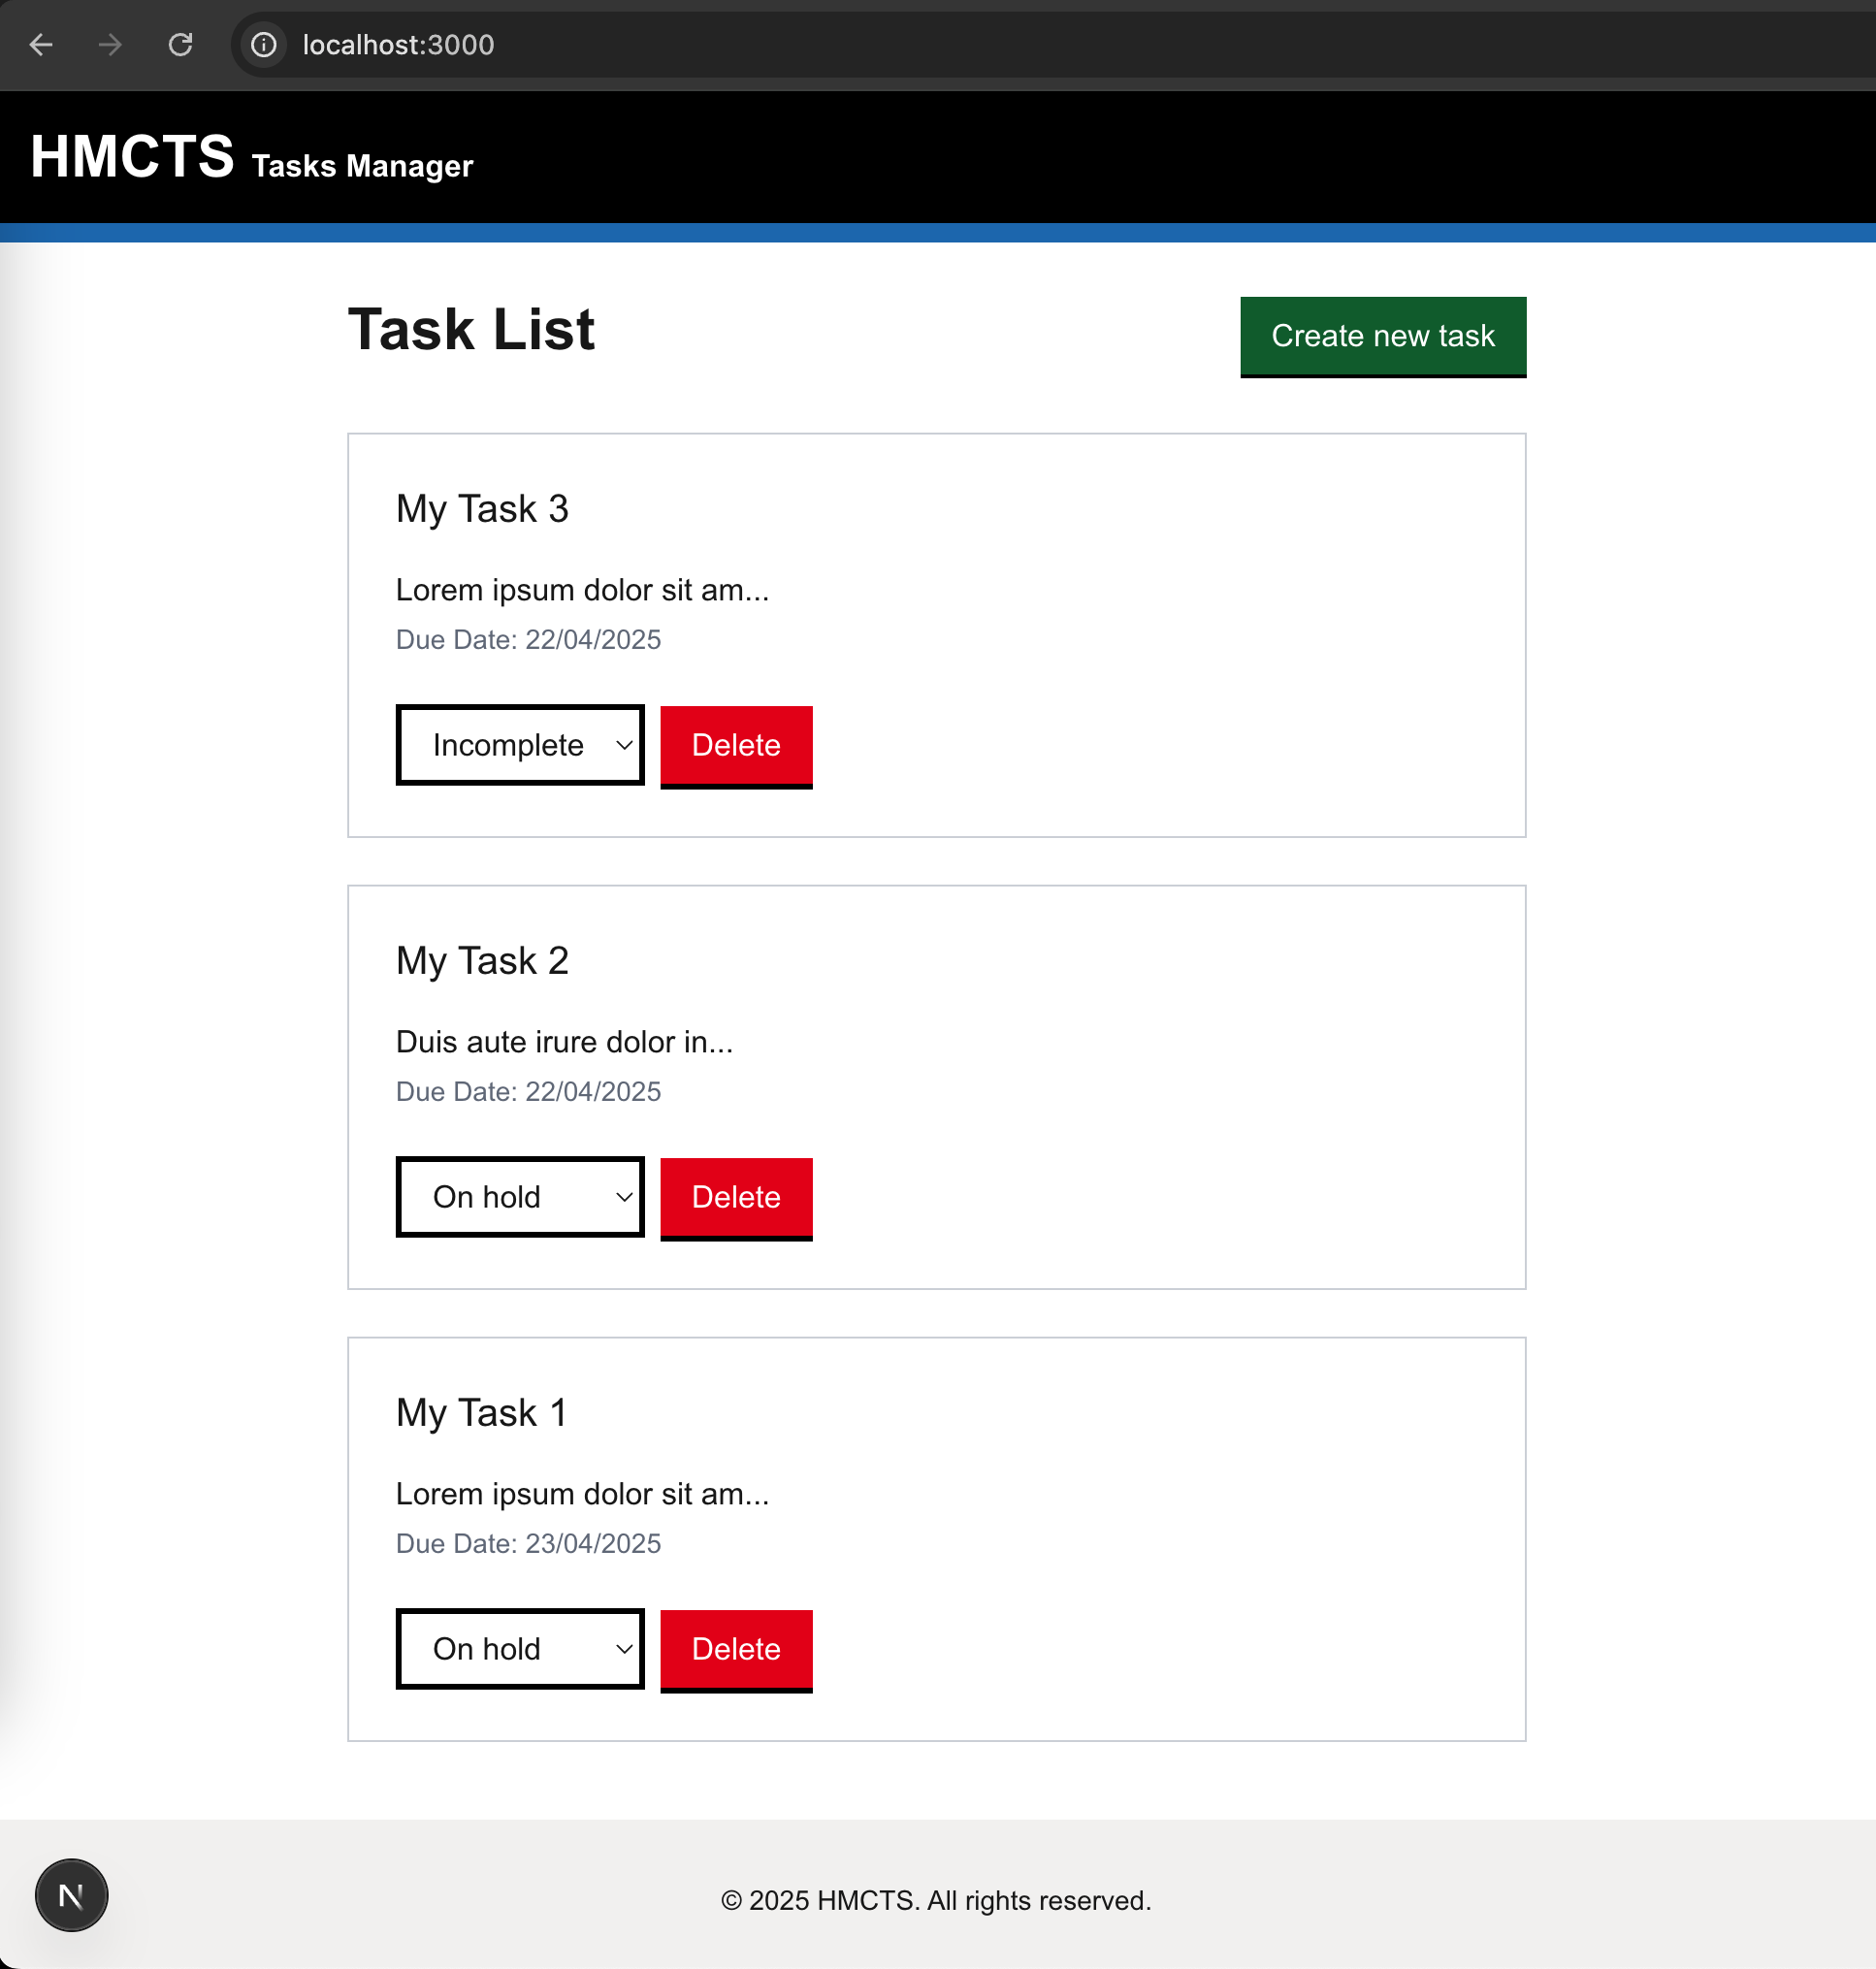 localhost:3000
HMCTS Tasks Manager
Task List
Create new task
My Task 3
Lorem ipsum dolor sit am...
Due Date: 22/04/2025
Incomplete Delete
My Task 2
Duis aute irure dolor in...
Due Date: 22/04/2025
On hold Delete
My Task 1
Lorem ipsum dolor sit am...
Due Date: 23/04/2025
On hold Delete
N
© 2025 HMCTS. All rights reserved.